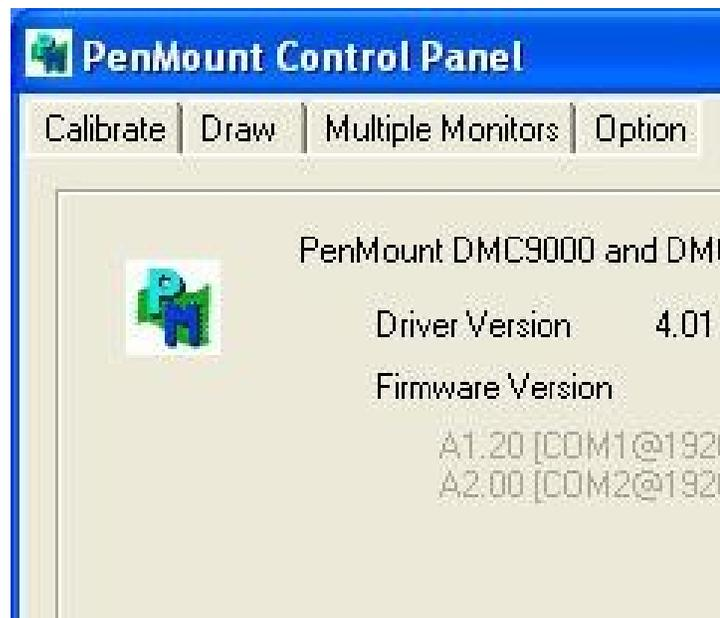 PenMount Control Panel
Calibrate Draw Multiple Monitors Option
PM
PenMount DMC9000 and
Driver Version 4.01
Firmware Version
A1.20 [COM1@192
A2.00 [COM2@192